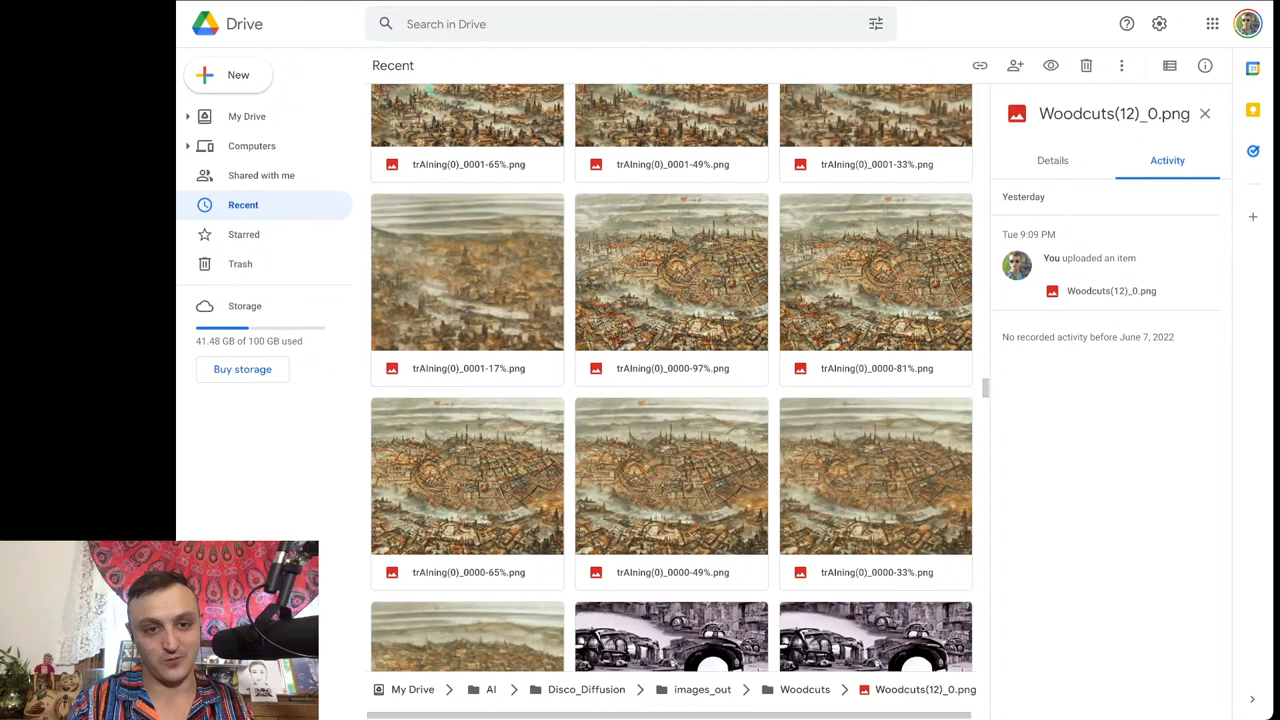 Drive
Search in Drive
New
My Drive
Computers
Shared with me
Recent
Starred
Trash
Storage
41.48 GB of 100 GB used
Buy storage
Recent
trAIning(0)_0001-65%.png
trAIning(0)_0001-49%.png
trAIning(0)_0001-33%.png
trAIning(0)_0001-17%.png
trAIning(0)_0000-97%.png
trAIning(0)_0000-81%.png
trAIning(0)_0000-65%.png
trAIning(0)_0000-49%.png
trAIning(0)_0000-33%.png
My Drive
AI
Disco_Diffusion
images_out
Woodcuts
Woodcuts(12)_0.png
Woodcuts(12)_0.png
Details
Activity
Yesterday
Tue 9:09 PM
You uploaded an item
Woodcuts(12)_0.png
No recorded activity before June 7, 2022
31